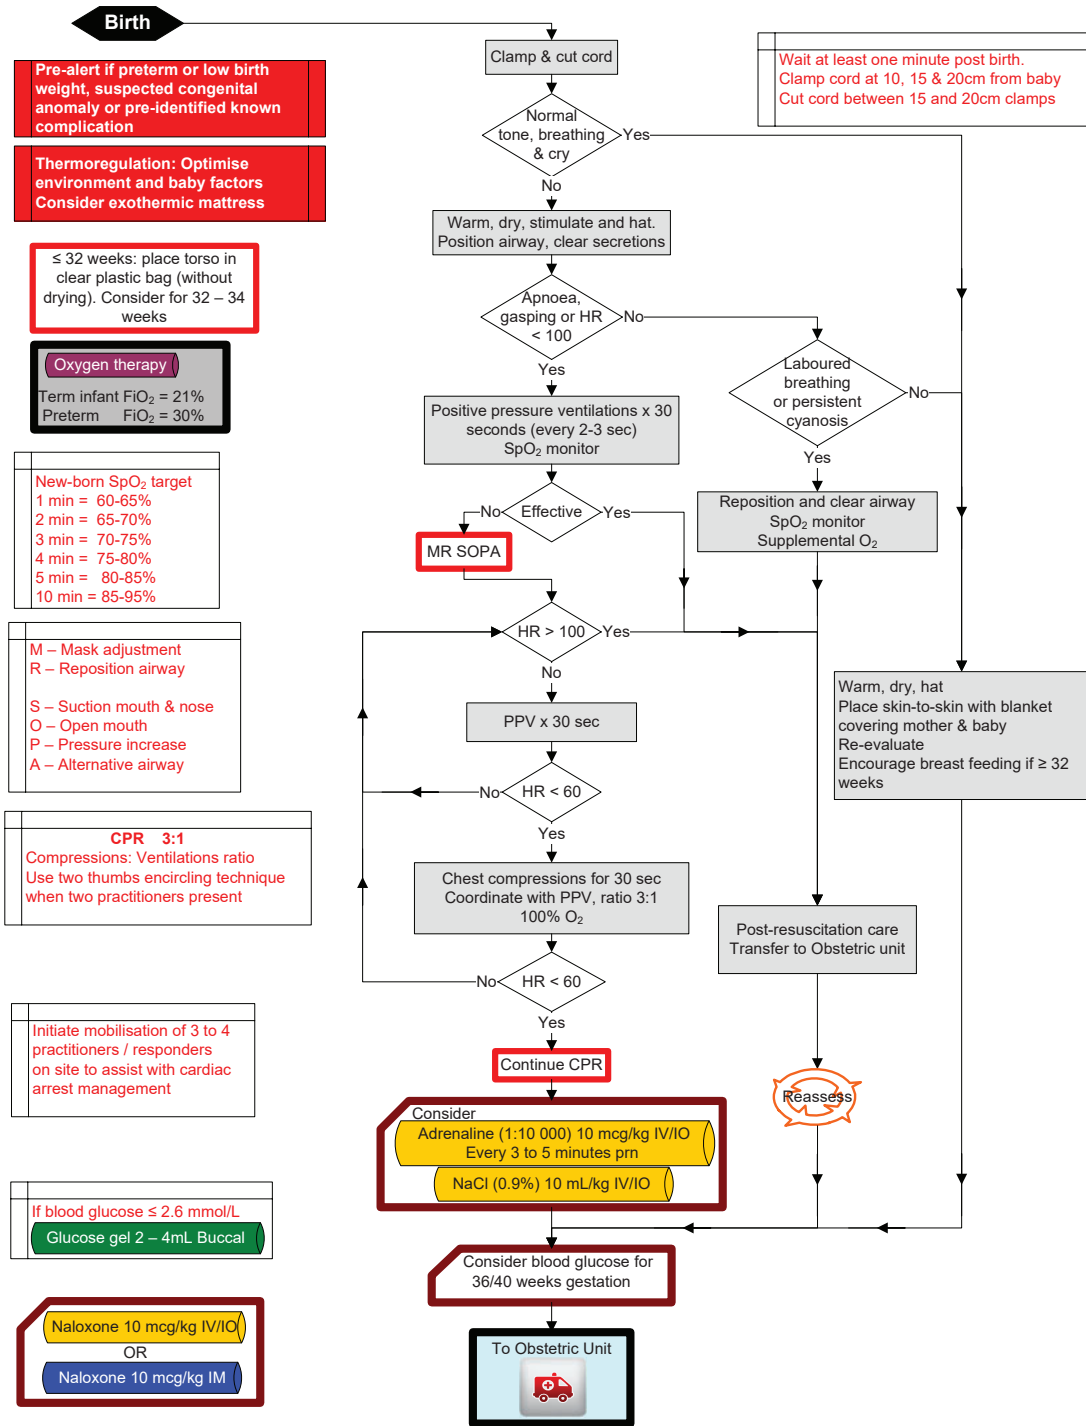 Birth
Clamp & cut cord
Wait at least one minute post birth.
Clamp cord at 10, 15 & 20cm from baby
Cut cord between 15 and 20cm clamps
Pre-alert if preterm or low birth
weight, suspected congenital
anomaly or pre-identified known
complication
Normal
tone, breathing
& cry
Yes
No
Thermoregulation: Optimise
environment and baby factors
Consider exothermic mattress
Warm, dry, stimulate and hat.
Position airway, clear secretions
≤ 32 weeks: place torso in
clear plastic bag (without
drying). Consider for 32 – 34
weeks
Apnoea,
gasping or HR
< 100
No
Yes
Laboured
breathing
or persistent
cyanosis
No
Yes
Oxygen therapy
Term infant FiO₂ = 21%
Preterm FiO₂ = 30%
Positive pressure ventilations x 30
seconds (every 2-3 sec)
SpO₂ monitor
New-born SpO₂ target
1 min = 60-65%
2 min = 65-70%
3 min = 70-75%
4 min = 75-80%
5 min = 80-85%
10 min = 85-95%
No
Effective
Yes
Reposition and clear airway
SpO₂ monitor
Supplemental O₂
MR SOPA
HR > 100
Yes
No
M – Mask adjustment
R – Reposition airway
S – Suction mouth & nose
O – Open mouth
P – Pressure increase
A – Alternative airway
PPV x 30 sec
Warm, dry, hat
Place skin-to-skin with blanket
covering mother & baby
Re-evaluate
Encourage breast feeding if ≥ 32
weeks
No
HR < 60
Yes
CPR 3:1
Compressions: Ventilations ratio
Use two thumbs encircling technique
when two practitioners present
Chest compressions for 30 sec
Coordinate with PPV, ratio 3:1
100% O₂
Post-resuscitation care
Transfer to Obstetric unit
No
HR < 60
Yes
Initiate mobilisation of 3 to 4
practitioners / responders
on site to assist with cardiac
arrest management
Continue CPR
Reassess
Consider
Adrenaline (1:10 000) 10 mcg/kg IV/IO
Every 3 to 5 minutes prn
NaCl (0.9%) 10 mL/kg IV/IO
If blood glucose ≤ 2.6 mmol/L
Glucose gel 2 – 4mL Buccal
Consider blood glucose for
36/40 weeks gestation
Naloxone 10 mcg/kg IV/IO
OR
Naloxone 10 mcg/kg IM
To Obstetric Unit